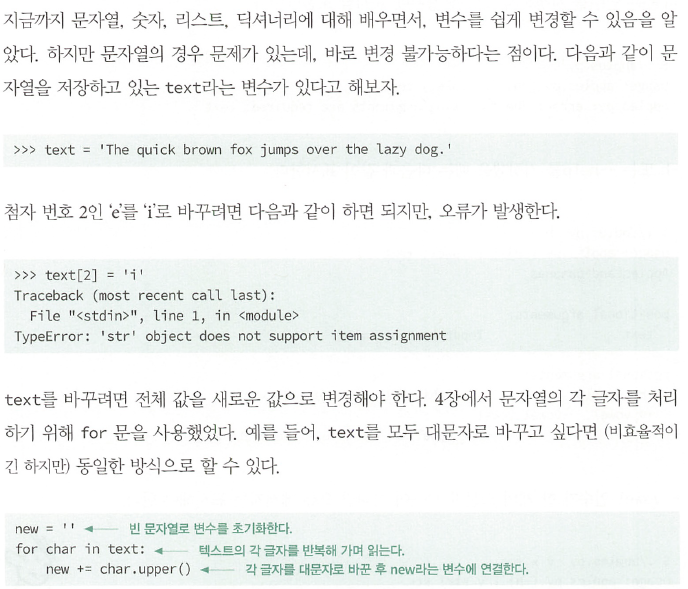 지금까지 문자열, 숫자, 리스트, 딕셔너리에 대해 배우면서, 변수를 쉽게 변경할 수 있음을 알
았다. 하지만 문자열의 경우 문제가 있는데, 바로 변경 불가능하다는 점이다. 다음과 같이 문
자열을 저장하고 있는 text라는 변수가 있다고 해보자.
>>> text = 'The quick brown fox jumps over the lazy dog.'
첨자 번호 2인 ‘e’를 ‘i’로 바꾸려면 다음과 같이 하면 되지만, 오류가 발생한다.
>>> text[2] = 'i'
Traceback (most recent call last):
  File "<stdin>", line 1, in <module>
TypeError: 'str' object does not support item assignment
text를 바꾸려면 전체 값을 새로운 값으로 변경해야 한다. 4장에서 문자열의 각 글자를 처리
하기 위해 for 문을 사용했었다. 예를 들어, text를 모두 대문자로 바꾸고 싶다면 (비효율적이
긴 하지만) 동일한 방식으로 할 수 있다.
new = '' ← 빈 문자열로 변수를 초기화한다.
for char in text: ← 텍스트의 각 글자를 반복해 가며 읽는다.
    new += char.upper() ← 각 글자를 대문자로 바꾼 후 new라는 변수에 연결한다.